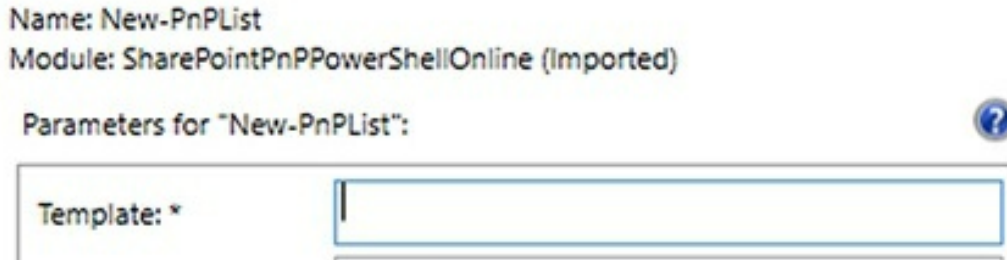 Name: New-PnPList
Module: SharePointPnPPowerShellOnline (Imported)
Parameters for "New-PnPList":
?
Template: *